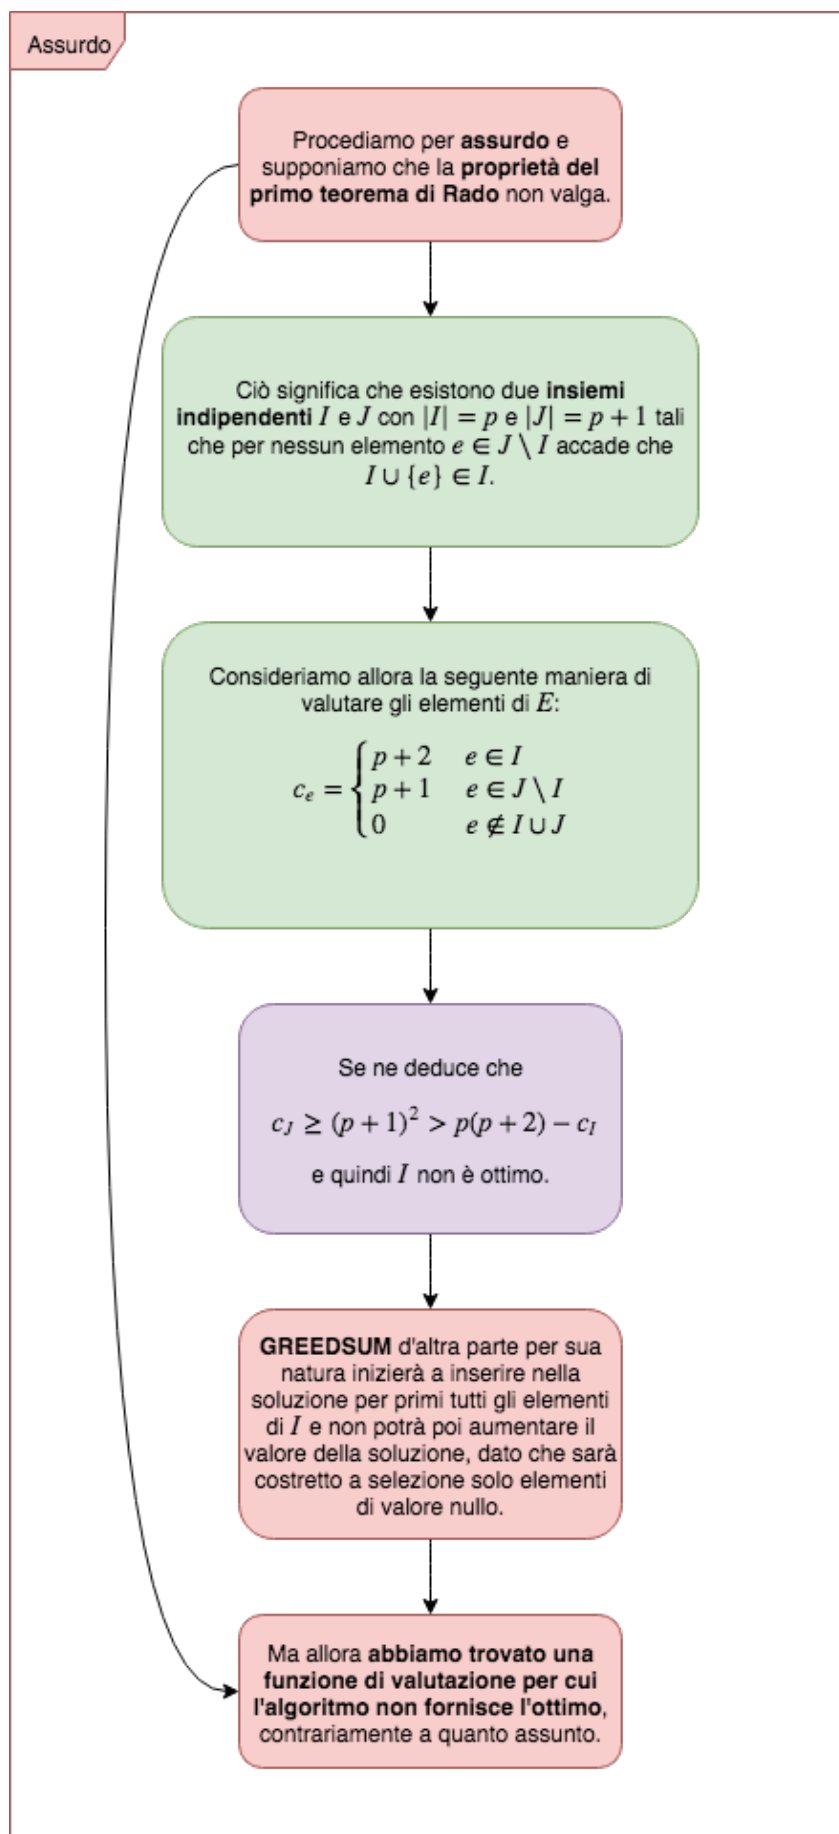 Assurdo
Procediamo per assurdo e
supponiamo che la proprietà del
primo teorema di Rado non valga.
Ciò significa che esistono due insiemi
indipendenti I e J con |I| = p e |J| = p + 1 tali
che per nessun elemento e ∈ J \ I accade che
I ∪ {e} ∈ I.
Consideriamo allora la seguente maniera di
valutare gli elementi di E:
p + 2 e ∈ I
c_e = { p + 1 e ∈ J \ I
0 e ∉ I ∪ J
Se ne deduce che
c_J ≥ (p + 1)² > p(p + 2) − c_I
e quindi I non è ottimo.
GREEDSUM d'altra parte per sua
natura inizierà a inserire nella
soluzione per primi tutti gli elementi
di I e non potrà poi aumentare il
valore della soluzione, dato che sarà
costretto a selezione solo elementi
di valore nullo.
Ma allora abbiamo trovato una
funzione di valutazione per cui
l'algoritmo non fornisce l'ottimo,
contrariamente a quanto assunto.